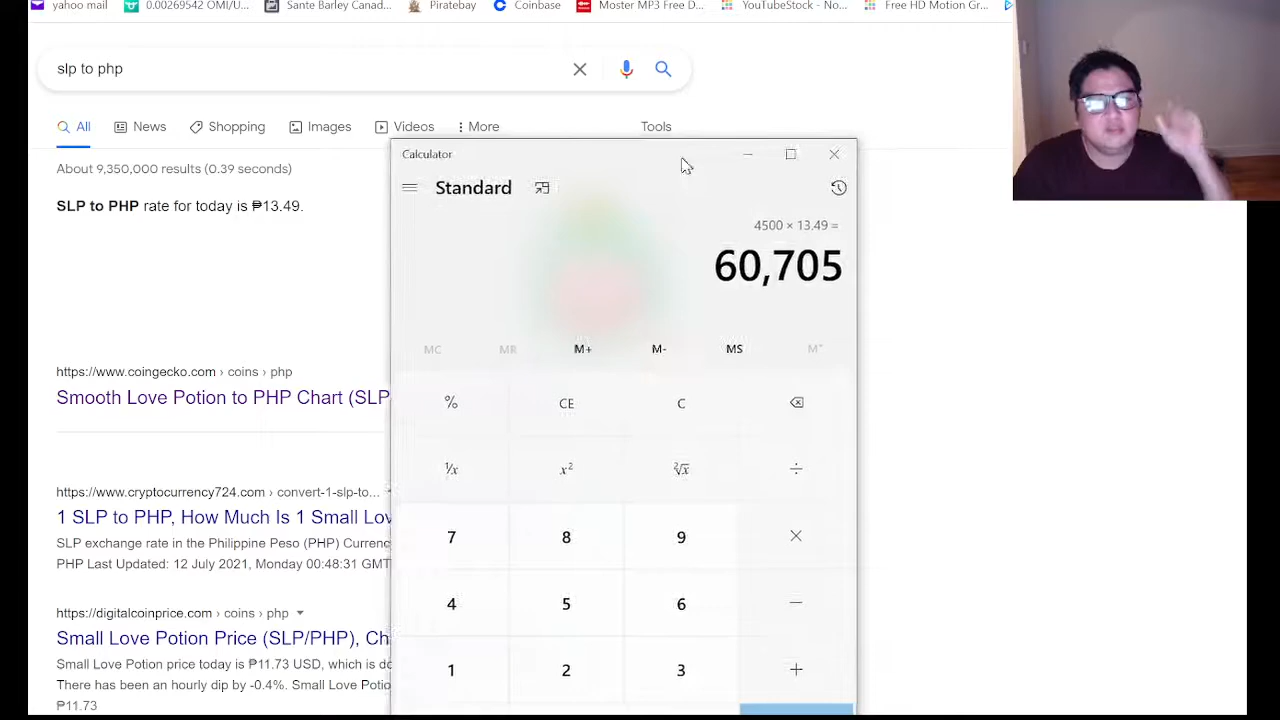 yahoo mail
0.00269542 OMI/U...
Sante Barley Canad...
Piratebay
Coinbase
Moster MP3 Free D...
YouTubeStock - No...
Free HD Motion Gr...
slp to php
All
News
Shopping
Images
Videos
More
Tools
About 9,350,000 results (0.39 seconds)
SLP to PHP rate for today is ₱13.49.
Calculator
Standard
4500 × 13.49 =
60,705
MC
MR
M+
M-
MS
M˅
%
CE
C
⅟x
x²
²√x
÷
7
8
9
×
4
5
6
−
1
2
3
+
https://www.coingecko.com › coins › php
Smooth Love Potion to PHP Chart (SLP
https://www.cryptocurrency724.com › convert-1-slp-to...
1 SLP to PHP, How Much Is 1 Small Lov
SLP exchange rate in the Philippine Peso (PHP) Currenc
PHP Last Updated: 12 July 2021, Monday 00:48:31 GMT
https://digitalcoinprice.com › coins › php
Small Love Potion Price (SLP/PHP), Ch
Small Love Potion price today is ₱11.73 USD, which is do
There has been an hourly dip by -0.4%. Small Love Potio
₱11.73